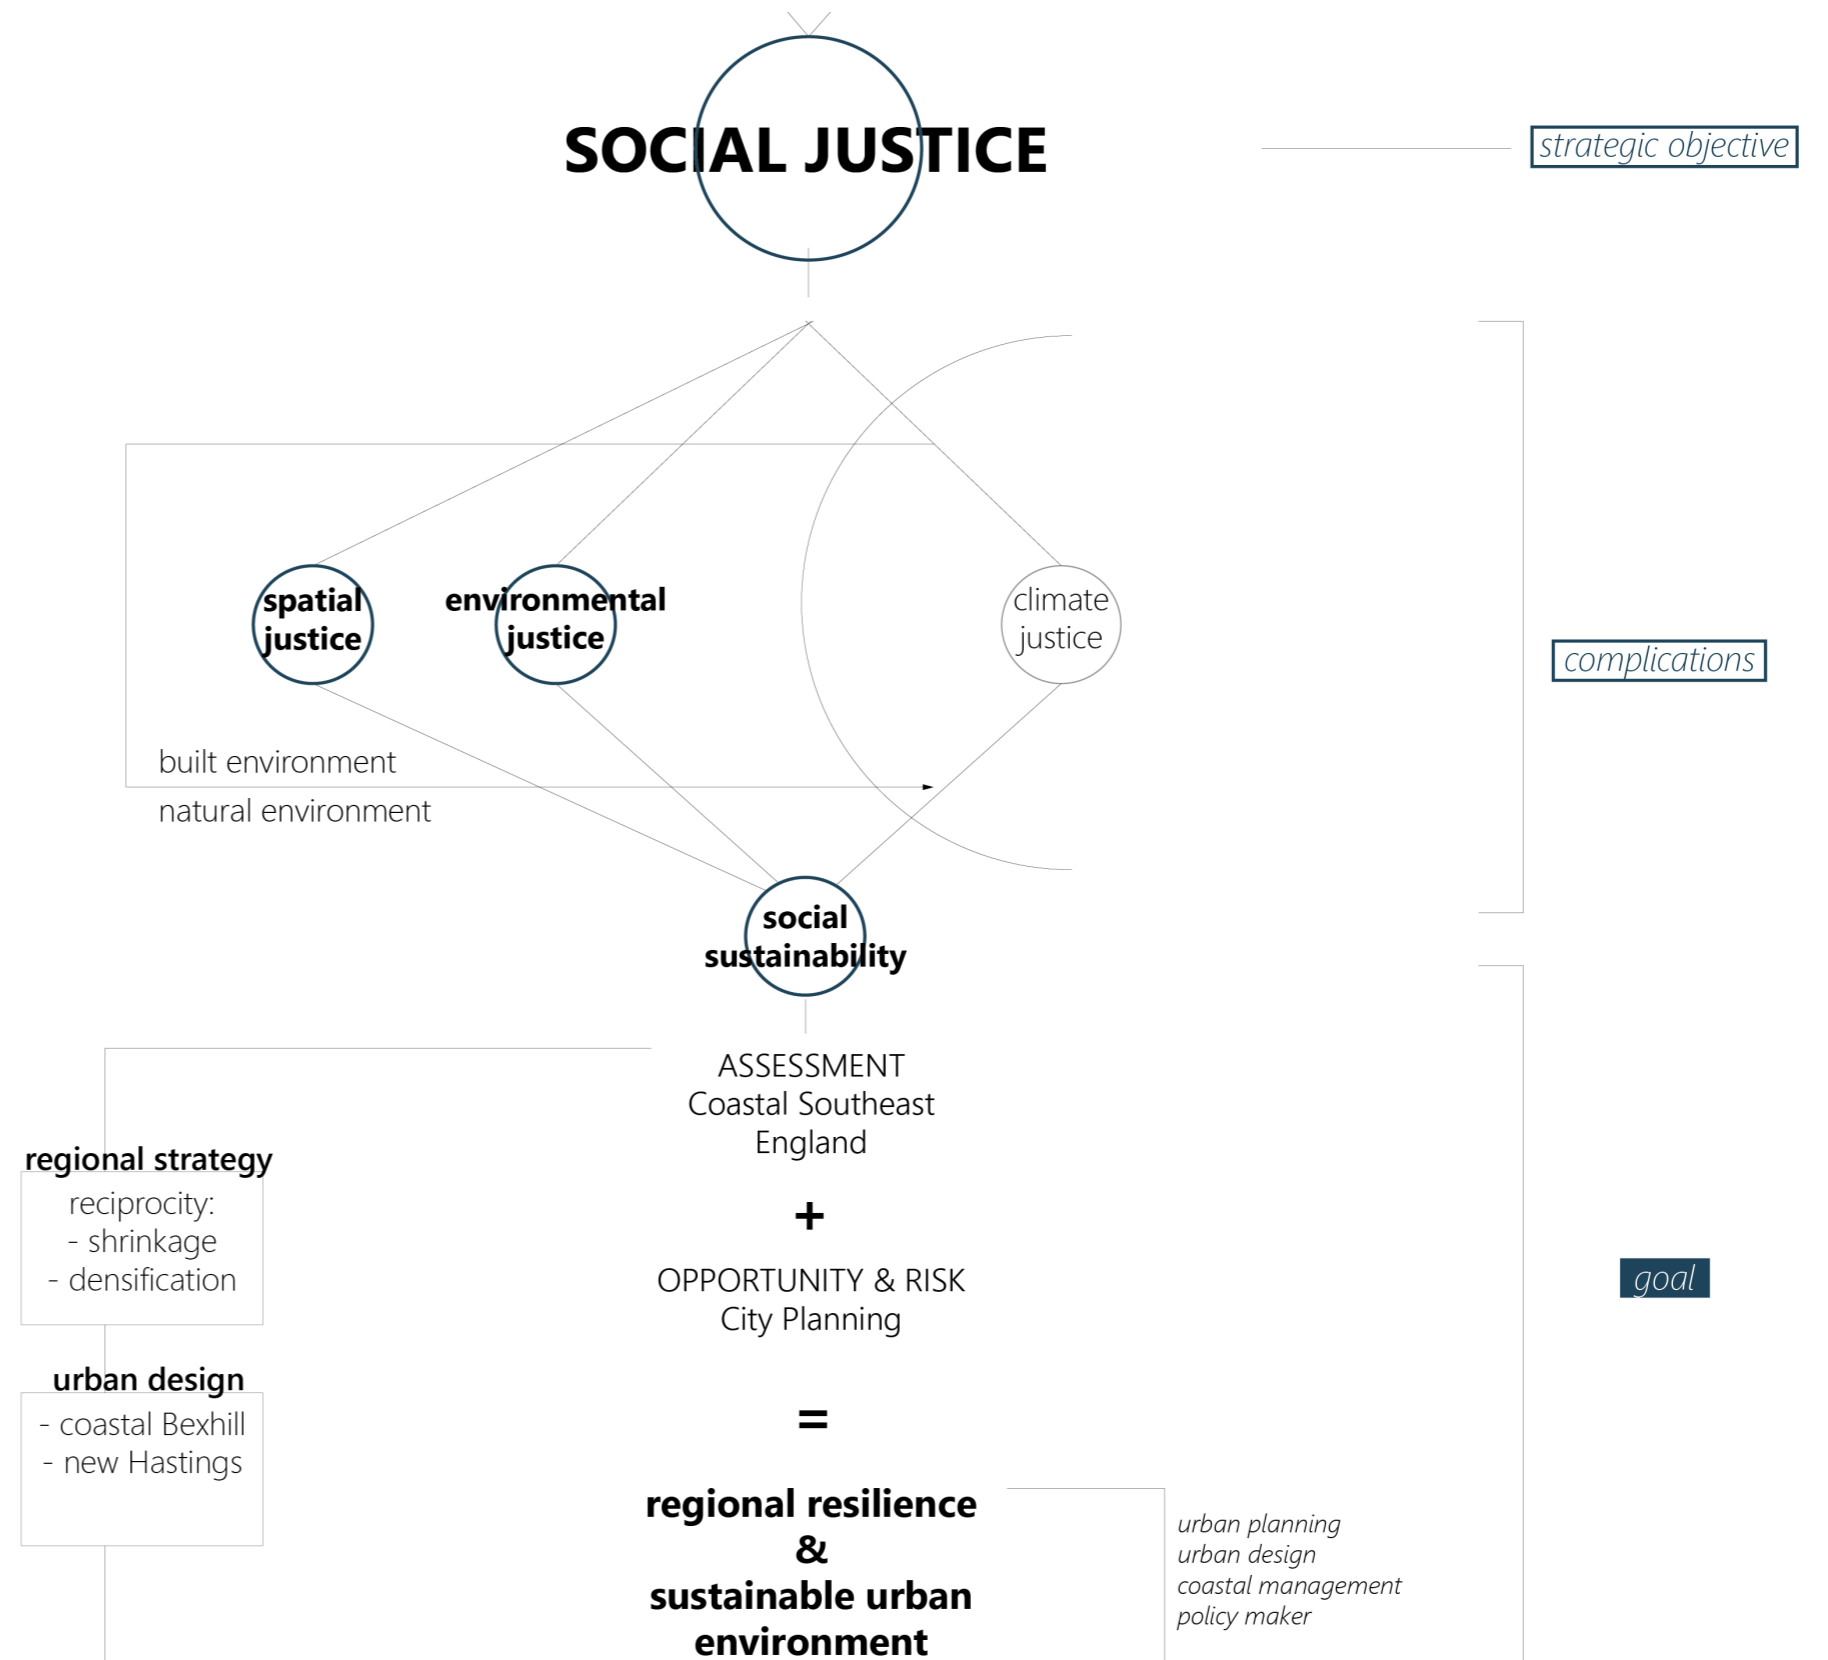 SOCIAL JUSTICE
strategic objective
spatial
justice
environmental
justice
climate
justice
complications
built environment
natural environment
social
sustainability
ASSESSMENT
Coastal Southeast
England
+
OPPORTUNITY & RISK
City Planning
=
regional strategy
reciprocity:
- shrinkage
- densification
urban design
- coastal Bexhill
- new Hastings
goal
regional resilience
&
sustainable urban
environment
urban planning
urban design
coastal management
policy maker